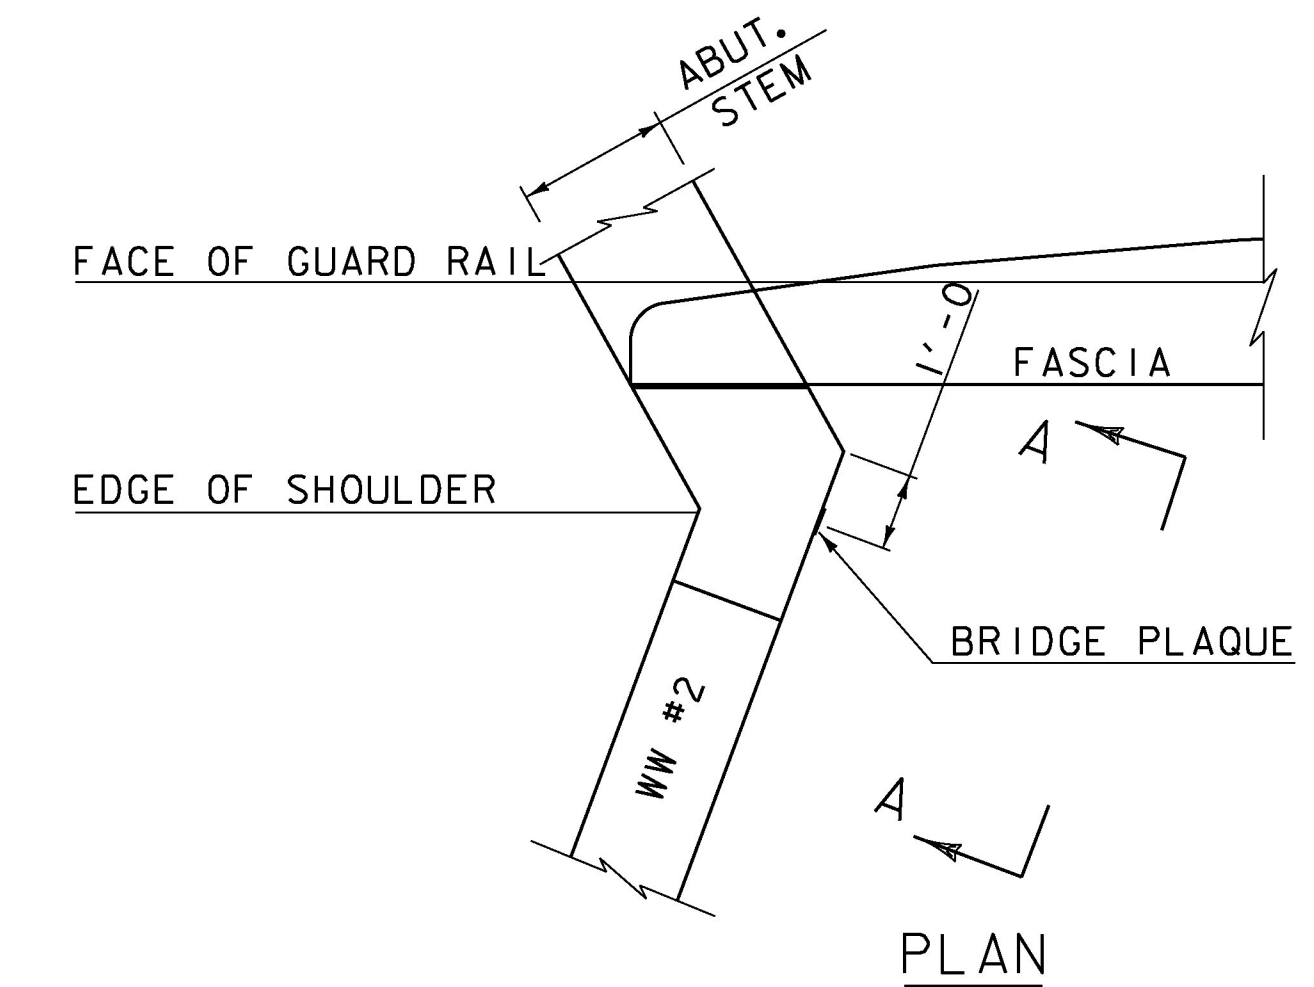 ABUT.
STEM
FACE OF GUARD RAIL
1'-0
FASCIA
A
EDGE OF SHOULDER
BRIDGE PLAQUE
WW #2
A
PLAN